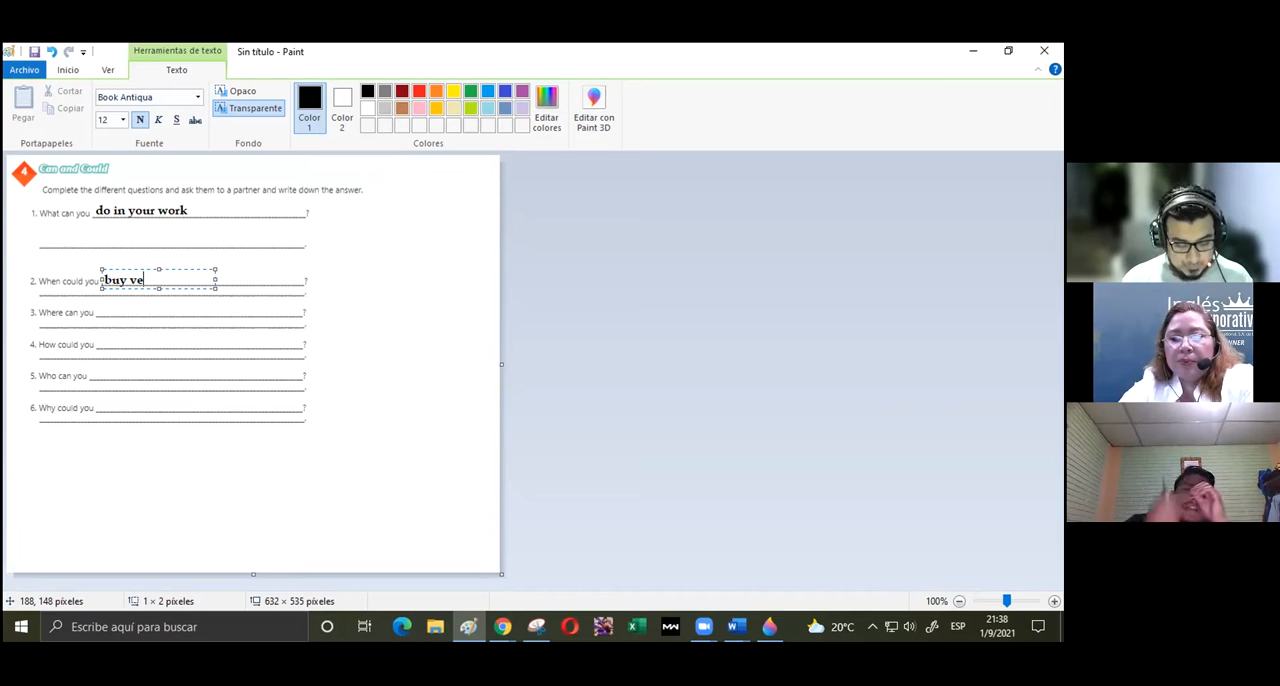 Herramientas de texto
Sin título - Paint
Archivo
Inicio
Ver
Texto
Pegar
Cortar
Copiar
Portapapeles
Book Antiqua
12
N K S abc
Fuente
Opaco
Transparente
Fondo
Color 1
Color 2
Editar colores
Editar con Paint 3D
Colores
4 Can and Could
Complete the different questions and ask them to a partner and write down the answer.
1. What can you do in your work ?
2. When could you buy ve ?
3. Where can you ?
4. How could you ?
5. Who can you ?
6. Why could you ?
188, 148 píxeles
1 × 2 píxeles
632 × 535 píxeles
100%
Escribe aquí para buscar
20°C
ESP
21:38
1/9/2021
Inglés